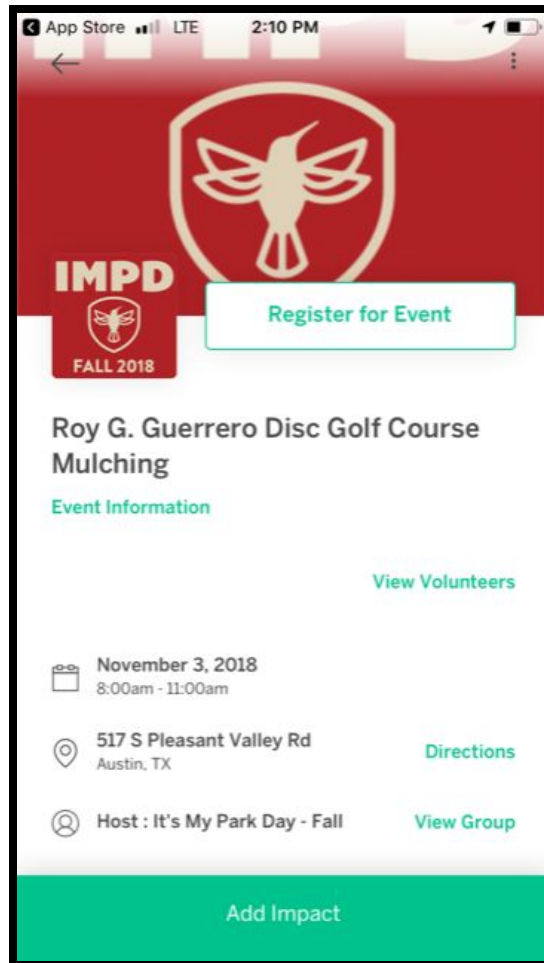 App Store LTE 2:10 PM
IMPD
FALL 2018
Register for Event
Roy G. Guerrero Disc Golf Course
Mulching
Event Information
View Volunteers
November 3, 2018
8:00am - 11:00am
517 S Pleasant Valley Rd
Austin, TX
Directions
Host : It's My Park Day - Fall
View Group
Add Impact